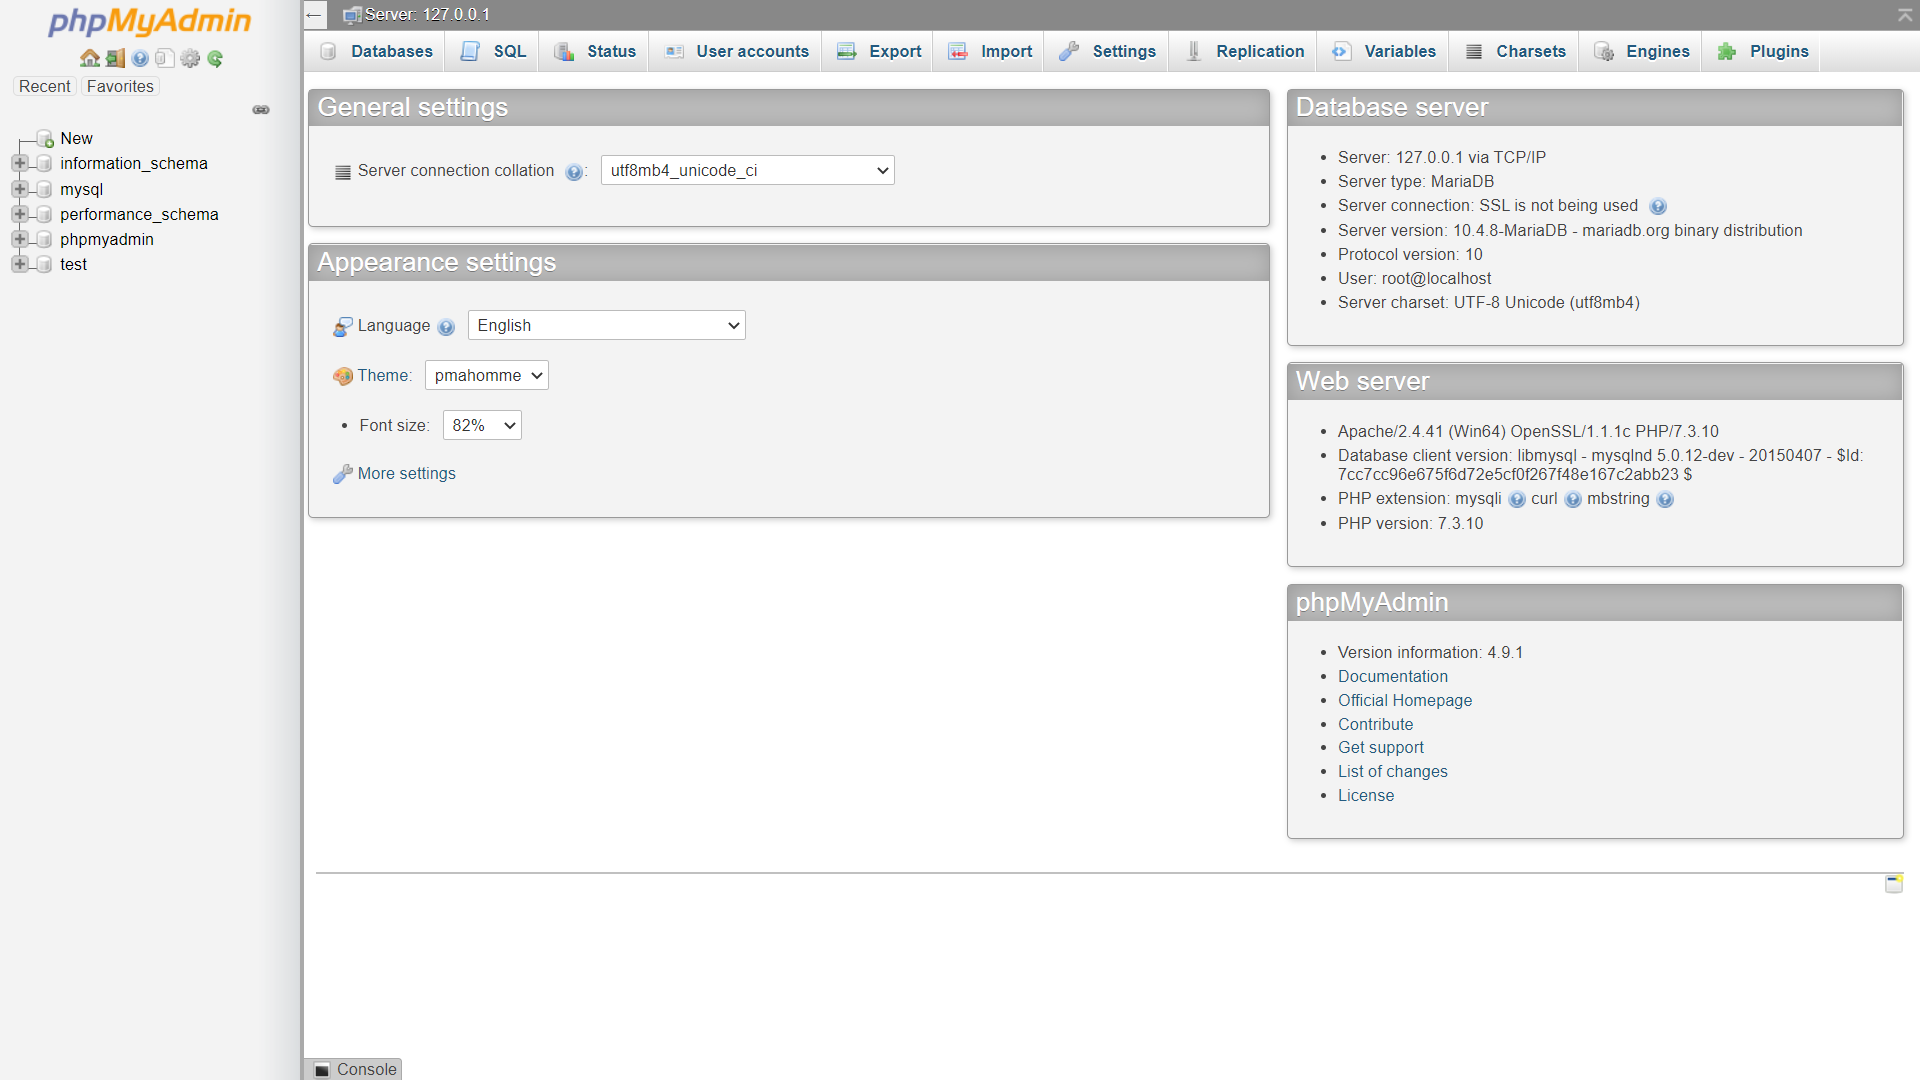 phpMyAdmin
Recent Favorites
New
information_schema
mysql
performance_schema
phpmyadmin
test
← Server: 127.0.0.1
Databases SQL Status User accounts Export Import Settings Replication Variables Charsets Engines Plugins
General settings
Server connection collation : utf8mb4_unicode_ci
Appearance settings
Language English
Theme: pmahomme
• Font size: 82%
More settings
Database server
• Server: 127.0.0.1 via TCP/IP
• Server type: MariaDB
• Server connection: SSL is not being used
• Server version: 10.4.8-MariaDB - mariadb.org binary distribution
• Protocol version: 10
• User: root@localhost
• Server charset: UTF-8 Unicode (utf8mb4)
Web server
• Apache/2.4.41 (Win64) OpenSSL/1.1.1c PHP/7.3.10
• Database client version: libmysql - mysqlnd 5.0.12-dev - 20150407 - $Id:
7cc7cc96e675f6d72e5cf0f267f48e167c2abb23 $
• PHP extension: mysqli curl mbstring
• PHP version: 7.3.10
phpMyAdmin
• Version information: 4.9.1
• Documentation
• Official Homepage
• Contribute
• Get support
• List of changes
• License
Console